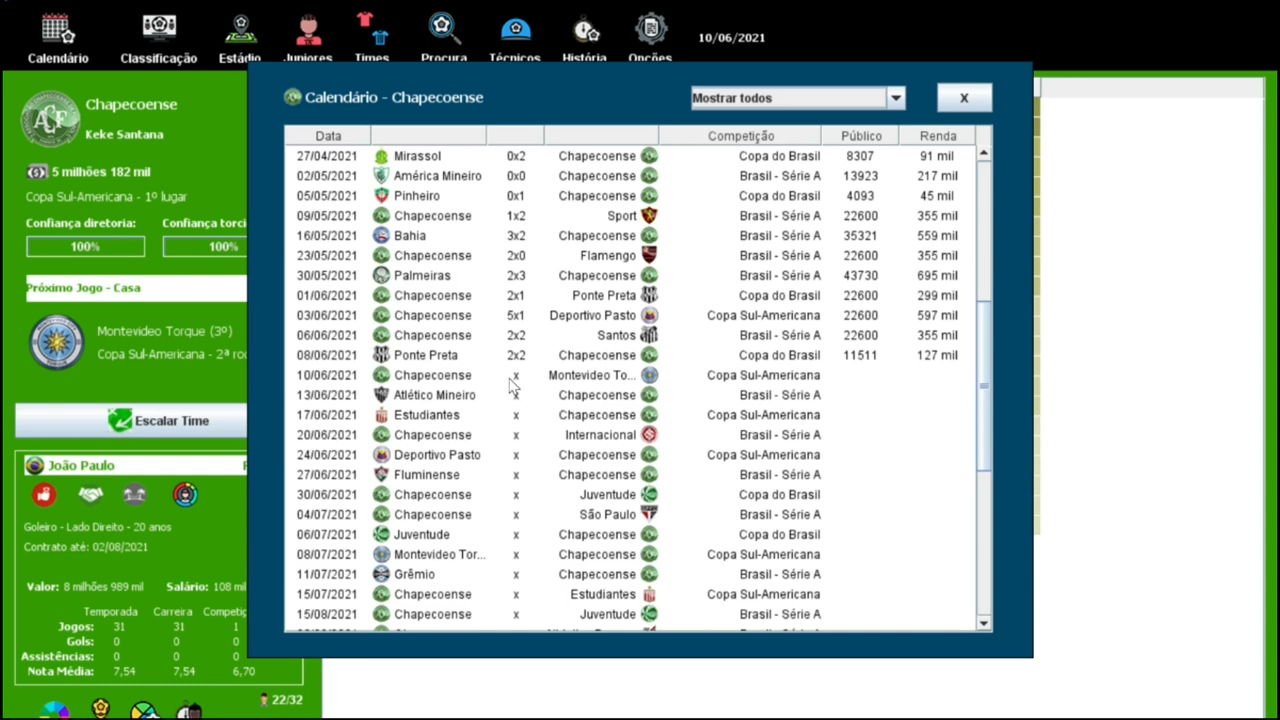 Calendário Classificação Estádio Juniores Times Procura Técnicos História Opções 10/06/2021
Chapecoense
Keke Santana
5 milhões 182 mil
Copa Sul-Americana - 1º lugar
Confiança diretoria: Confiança torci
100% 100%
Próximo Jogo - Casa
Montevideo Torque (3º)
Copa Sul-Americana - 2ª ro
Escalar Time
João Paulo
Goleiro - Lado Direito - 20 anos
Contrato até: 02/08/2021
Valor: 8 milhões 989 mil Salário: 108 mi
Temporada Carreira Competiç
Jogos: 31 31 1
Gols: 0 0 0
Assistências: 0 0 0
Nota Média: 7,54 7,54 6,70
22/32
Calendário - Chapecoense Mostrar todos X
Data Competição Público Renda
27/04/2021 Mirassol 0x2 Chapecoense Copa do Brasil 8307 91 mil
02/05/2021 América Mineiro 0x0 Chapecoense Brasil - Série A 13923 217 mil
05/05/2021 Pinheiro 0x1 Chapecoense Copa do Brasil 4093 45 mil
09/05/2021 Chapecoense 1x2 Sport Brasil - Série A 22600 355 mil
16/05/2021 Bahia 3x2 Chapecoense Brasil - Série A 35321 559 mil
23/05/2021 Chapecoense 2x0 Flamengo Brasil - Série A 22600 355 mil
30/05/2021 Palmeiras 2x3 Chapecoense Brasil - Série A 43730 695 mil
01/06/2021 Chapecoense 2x1 Ponte Preta Copa do Brasil 22600 299 mil
03/06/2021 Chapecoense 5x1 Deportivo Pasto Copa Sul-Americana 22600 597 mil
06/06/2021 Chapecoense 2x2 Santos Brasil - Série A 22600 355 mil
08/06/2021 Ponte Preta 2x2 Chapecoense Copa do Brasil 11511 127 mil
10/06/2021 Chapecoense x Montevideo To... Copa Sul-Americana
13/06/2021 Atlético Mineiro x Chapecoense Brasil - Série A
17/06/2021 Estudiantes x Chapecoense Copa Sul-Americana
20/06/2021 Chapecoense x Internacional Brasil - Série A
24/06/2021 Deportivo Pasto x Chapecoense Copa Sul-Americana
27/06/2021 Fluminense x Chapecoense Brasil - Série A
30/06/2021 Chapecoense x Juventude Copa do Brasil
04/07/2021 Chapecoense x São Paulo Brasil - Série A
06/07/2021 Juventude x Chapecoense Copa do Brasil
08/07/2021 Montevideo Tor... x Chapecoense Copa Sul-Americana
11/07/2021 Grêmio x Chapecoense Brasil - Série A
15/07/2021 Chapecoense x Estudiantes Copa Sul-Americana
15/08/2021 Chapecoense x Juventude Brasil - Série A